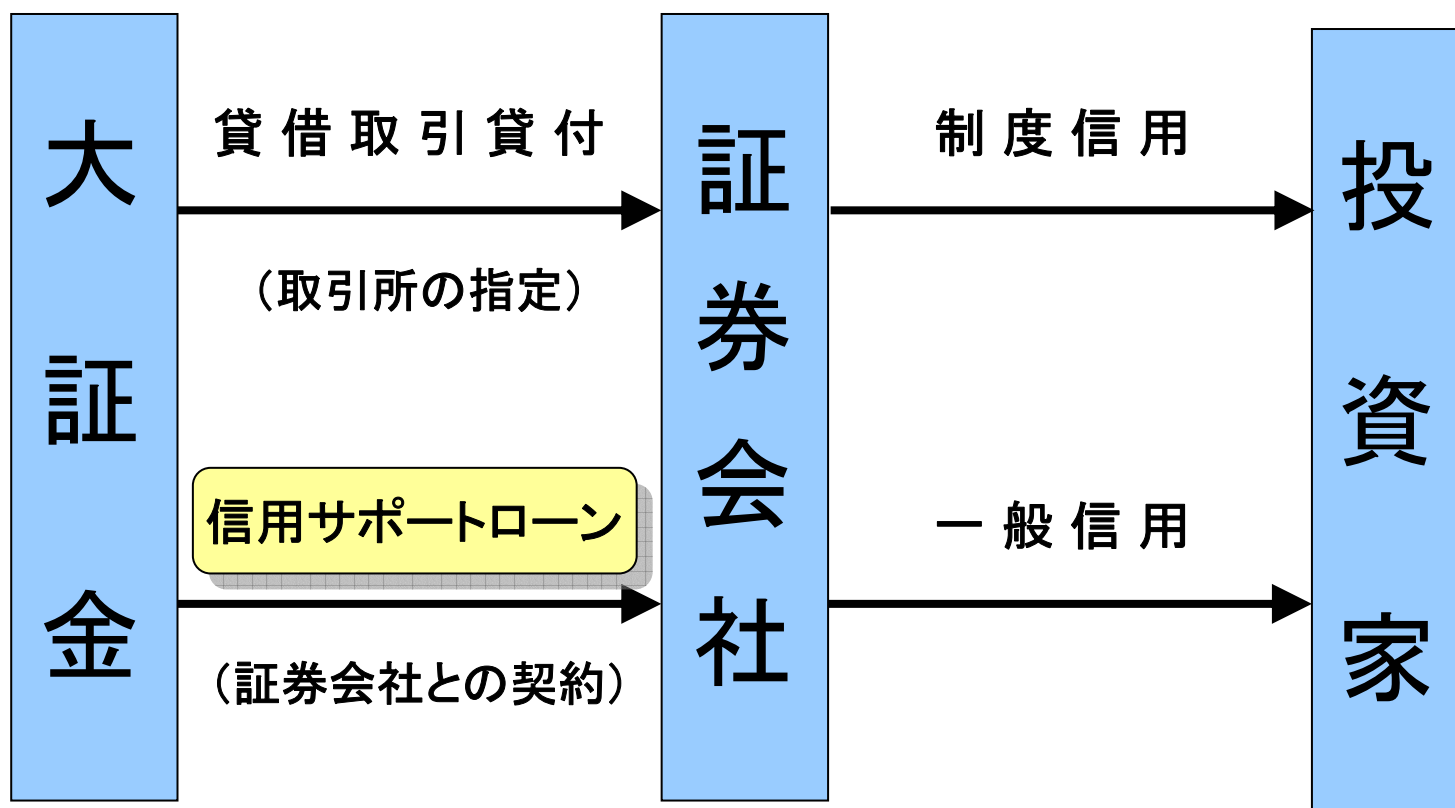 大証金
貸借取引貸付
（取引所の指定）
信用サポートローン
（証券会社との契約）
証券会社
制度信用
一般信用
投資家